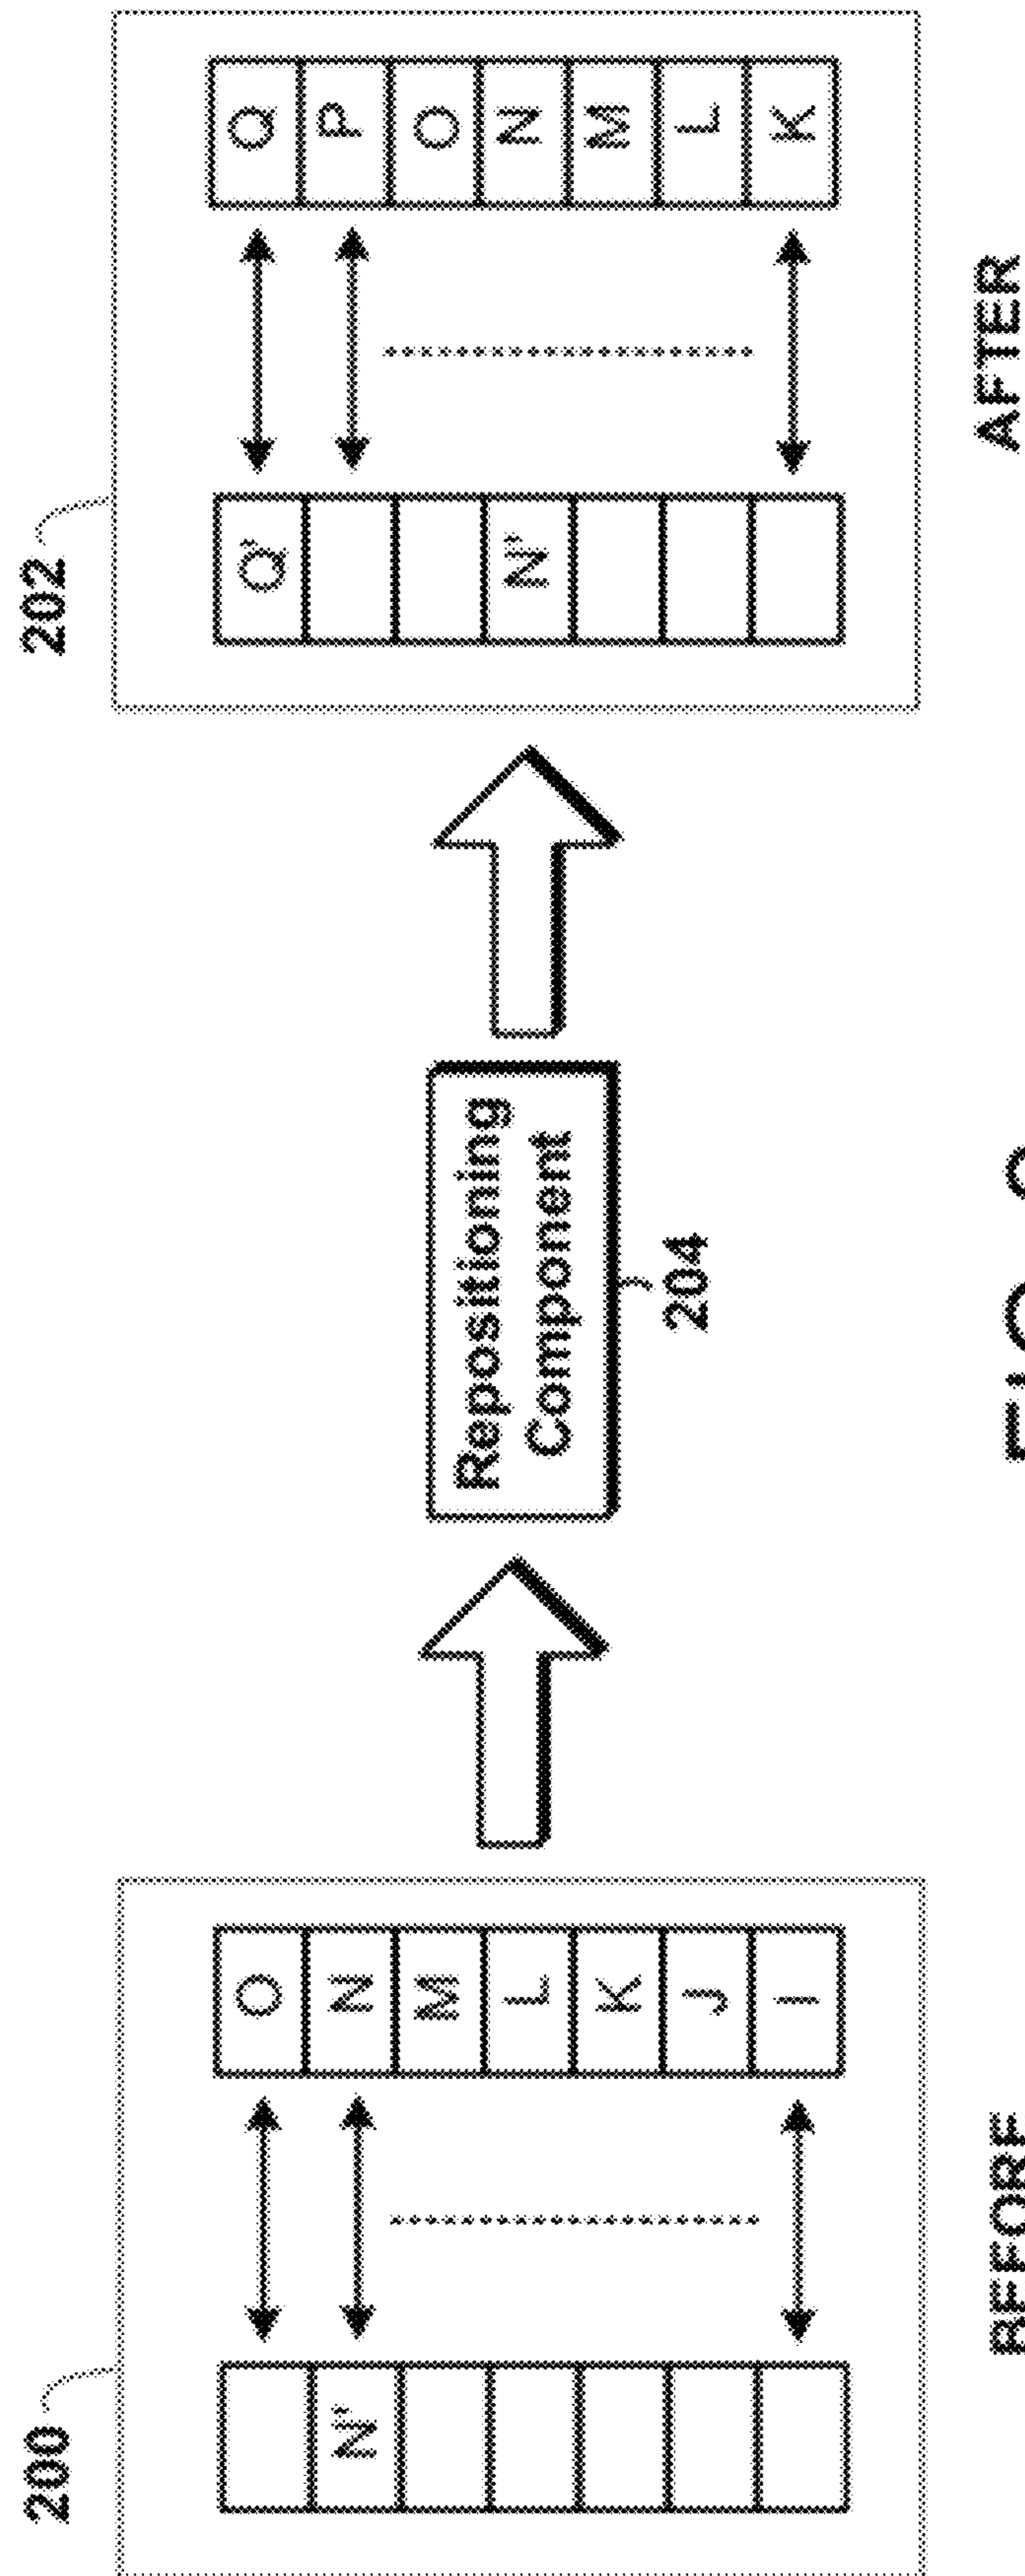 200
N'
O
N
M
L
K
J
I
BEFORE
Repositioning
Component
204
202
Q'
N'
Q
P
O
N
M
L
K
AFTER